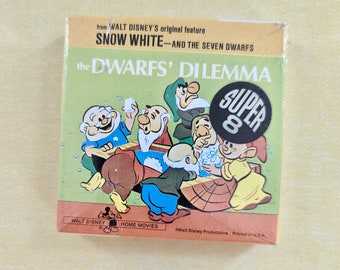 from WALT DISNEY'S original feature
SNOW WHITE—AND THE SEVEN DWARFS
the DWARFS' DILEMMA
SUPER
8
WALT DISNEY HOME MOVIES
©Walt Disney Productions Printed in U.S.A.